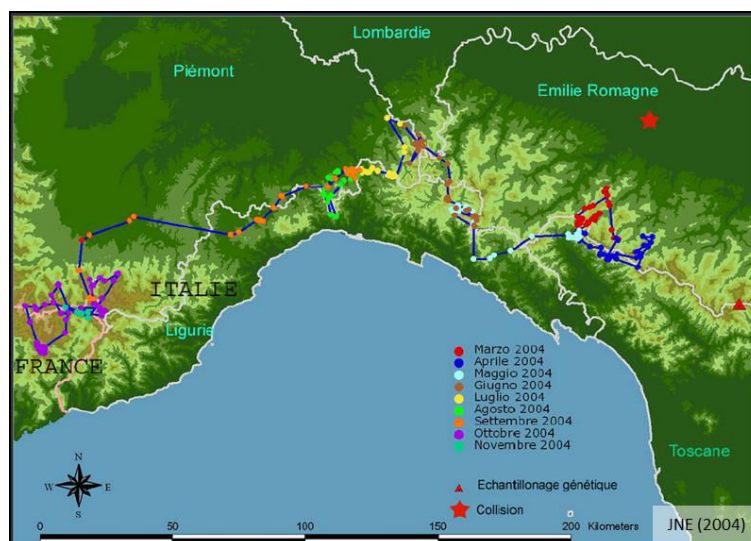 Lombardie
Piémont
Emilie Romagne
ITALIE
Ligurie
FRANCE
Marzo 2004
Aprile 2004
Maggio 2004
Giugno 2004
Luglio 2004
Agosto 2004
Settembre 2004
Ottobre 2004
Novembre 2004
Toscane
N
W E
S
Echantillonage génétique
Collision
0 50 100 150 200 Kilometers
JNE (2004)